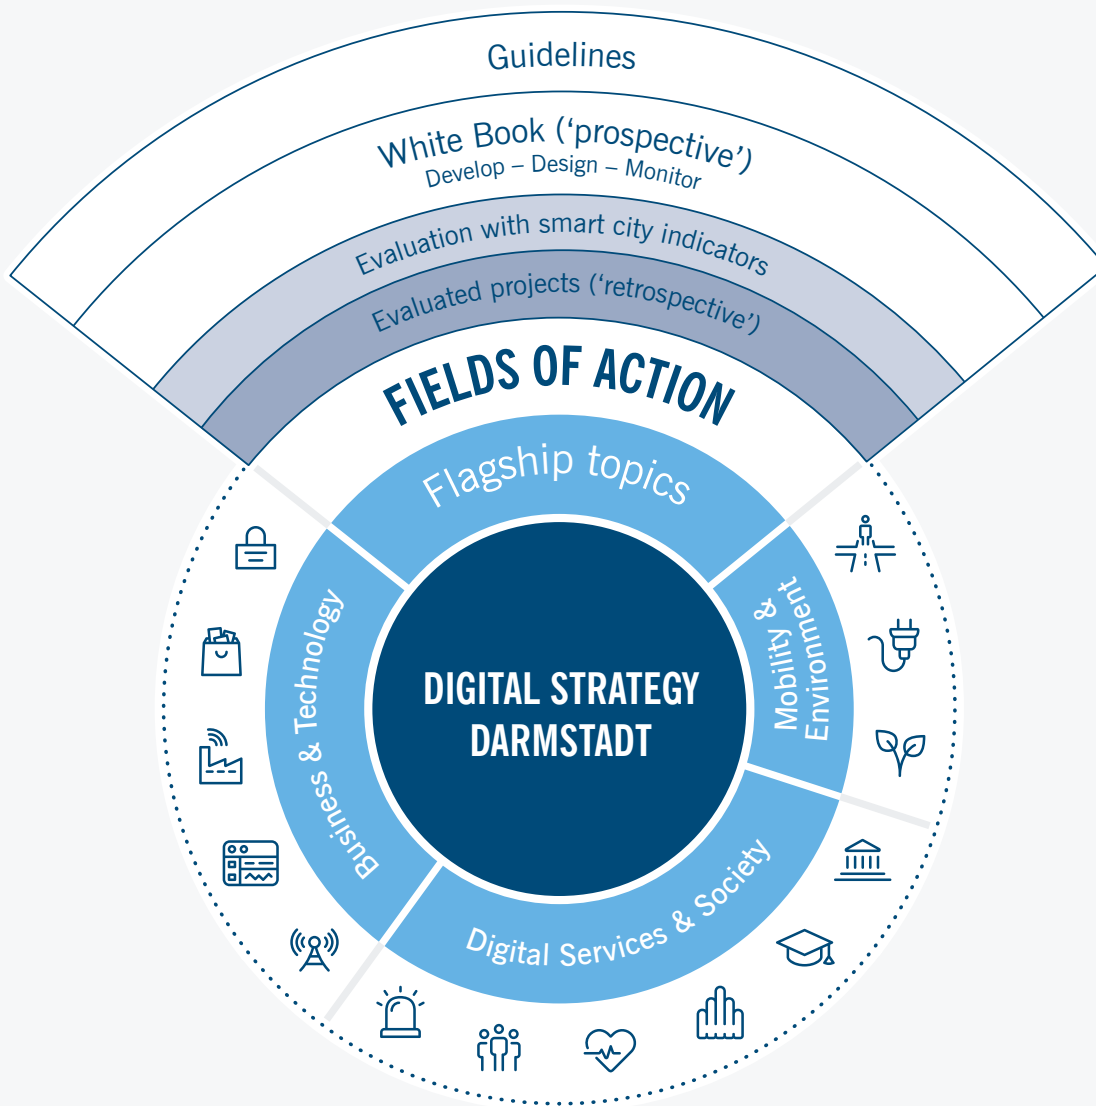 Guidelines
White Book (‘prospective’)
Develop – Design – Monitor
Evaluation with smart city indicators
Evaluated projects (‘retrospective’)
FIELDS OF ACTION
Flagship topics
Mobility &
Environment
Business & Technology
DIGITAL STRATEGY
DARMSTADT
Digital Services & Society